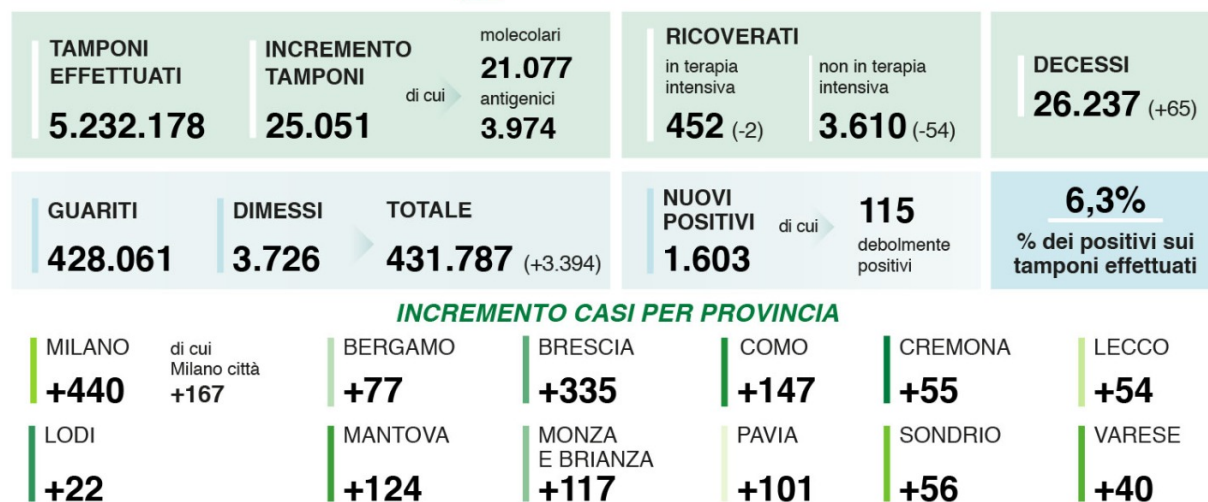 TAMPONI
EFFETTUATI
5.232.178
INCREMENTO
TAMPONI
25.051
di cui
molecolari
21.077
antigenici
3.974
RICOVERATI
in terapia
intensiva
452 (-2)
non in terapia
intensiva
3.610 (-54)
DECESSI
26.237 (+65)
GUARITI
428.061
DIMESSI
3.726
TOTALE
431.787 (+3.394)
NUOVI
POSITIVI
1.603
di cui
115
debolmente
positivi
6,3%
% dei positivi sui
tamponi effettuati
INCREMENTO CASI PER PROVINCIA
MILANO
+440
di cui
Milano città
+167
BERGAMO
+77
BRESCIA
+335
COMO
+147
CREMONA
+55
LECCO
+54
LODI
+22
MANTOVA
+124
MONZA
E BRIANZA
+117
PAVIA
+101
SONDRIO
+56
VARESE
+40